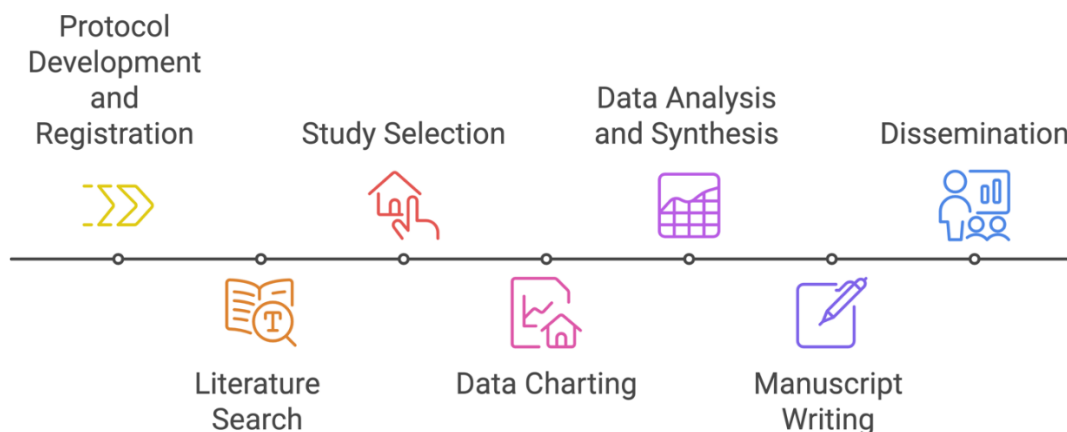 Protocol
Development
and
Registration
Literature
Search
Study Selection
Data Charting
Data Analysis
and Synthesis
Manuscript
Writing
Dissemination
T